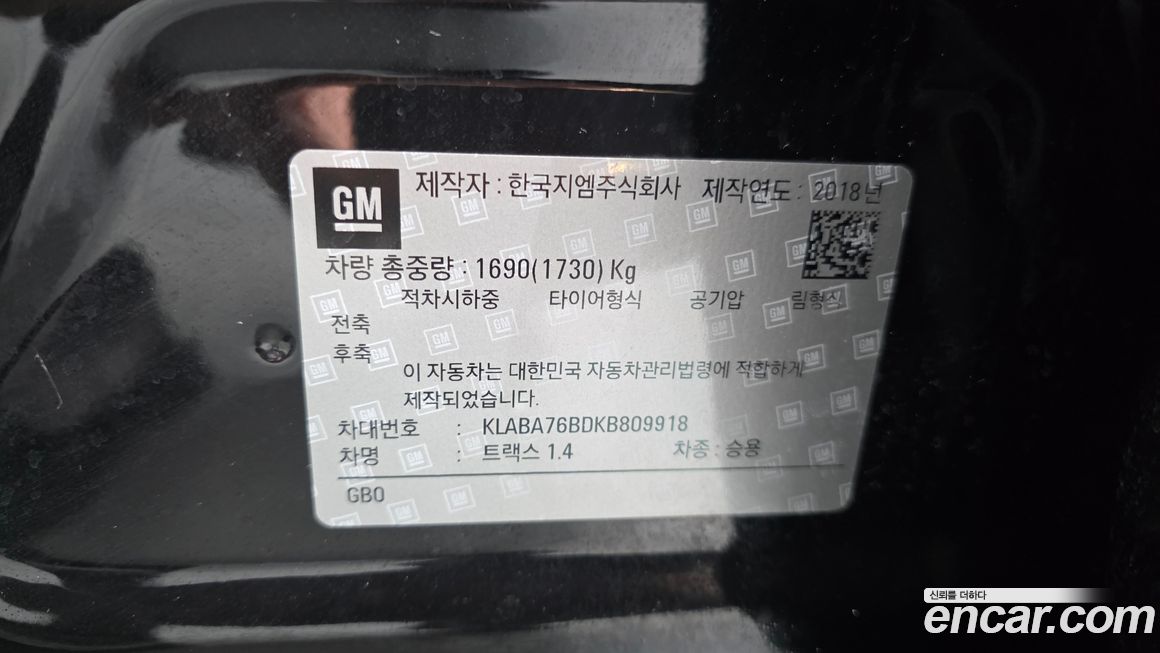 GM
제작자 : 한국지엠주식회사 제작연도 : 2018년
차량 총중량 : 1690(1730) Kg
적차시하중 타이어형식 공기압 림형식
전축
후축
이 자동차는 대한민국 자동차관리법령에 적합하게
제작되었습니다.
차대번호 : KLABA76BDKB809918
차명 : 트랙스 1.4 차종 : 승용
GB0
신뢰를 더하다
encar.com